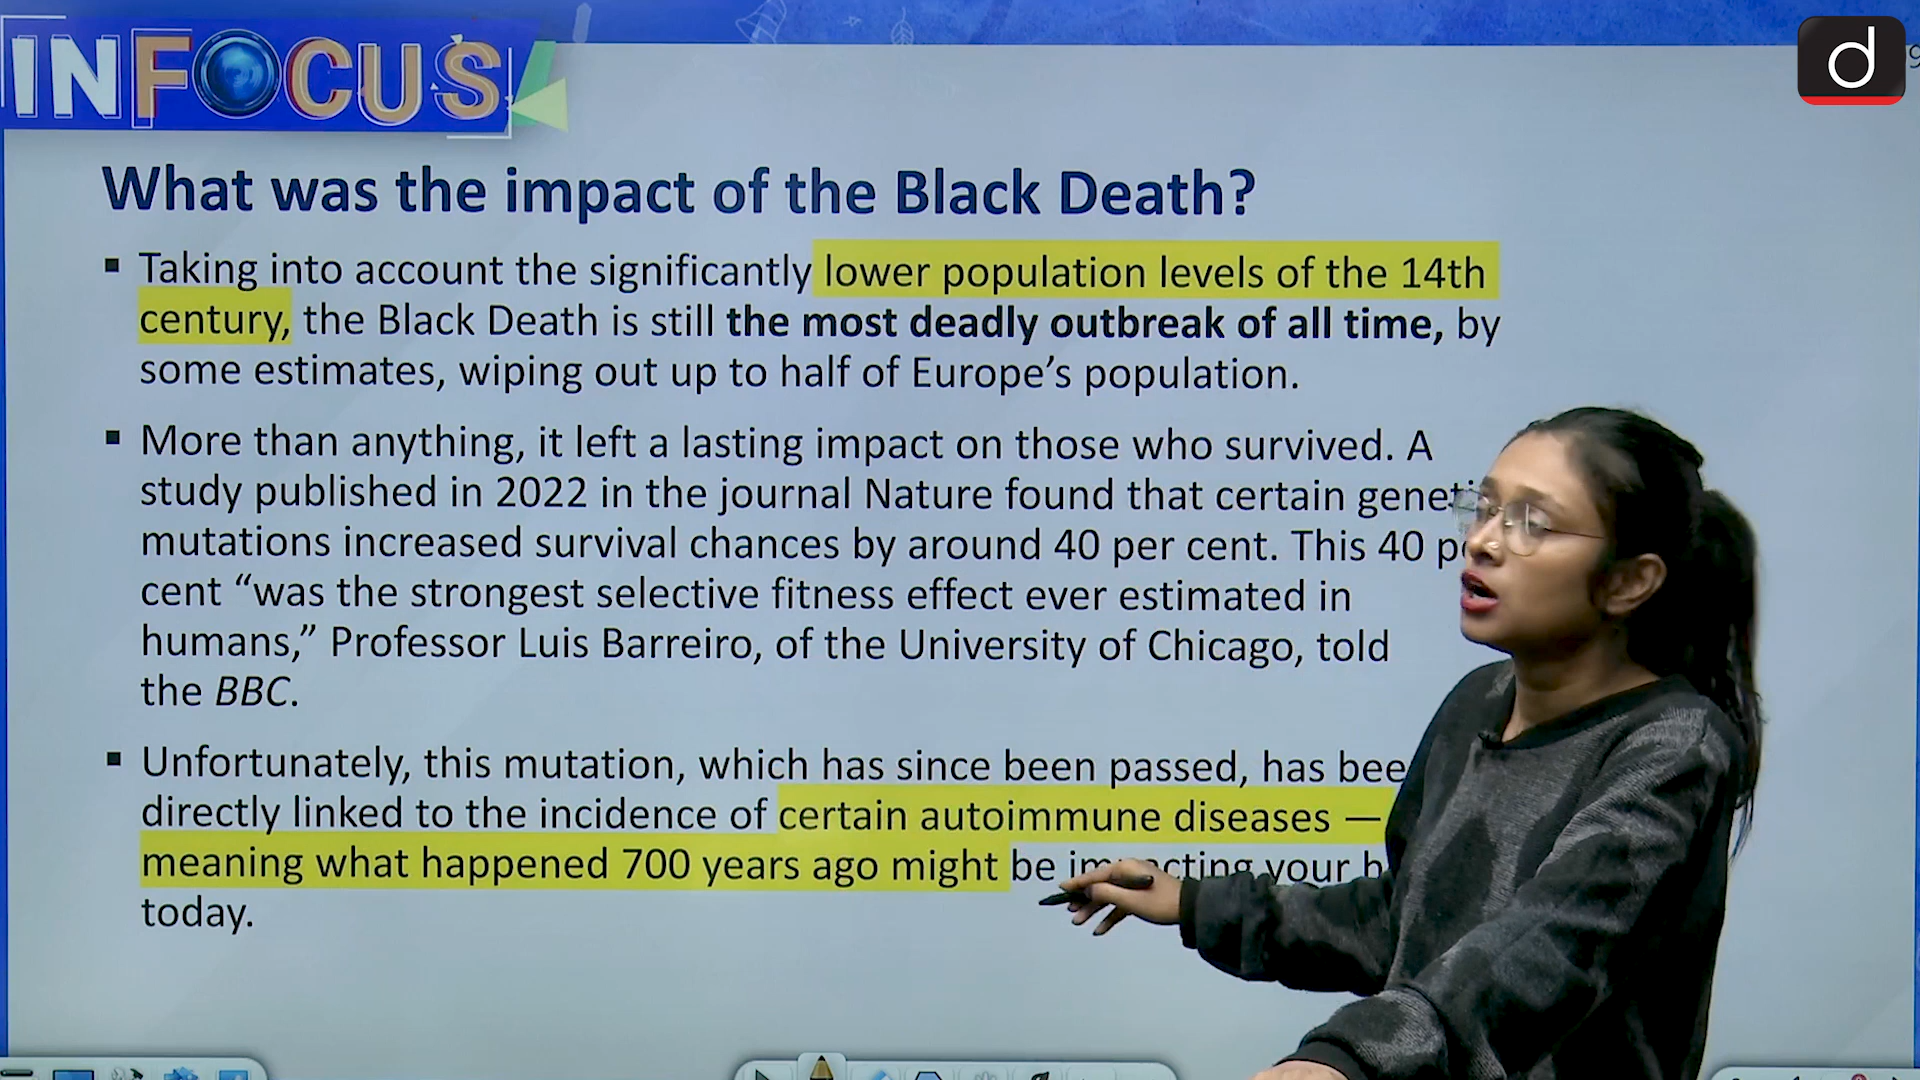 INFOCUS
d
What was the impact of the Black Death?
▪ Taking into account the significantly lower population levels of the 14th
century, the Black Death is still the most deadly outbreak of all time, by
some estimates, wiping out up to half of Europe’s population.
▪ More than anything, it left a lasting impact on those who survived. A
study published in 2022 in the journal Nature found that certain
mutations increased survival chances by around 40 per cent. This 40
cent “was the strongest selective fitness effect ever estimated in
humans,” Professor Luis Barreiro, of the University of Chicago, told
the BBC.
▪ Unfortunately, this mutation, which has since been passed, has
directly linked to the incidence of certain autoimmune diseases —
meaning what happened 700 years ago might be impacting your
today.